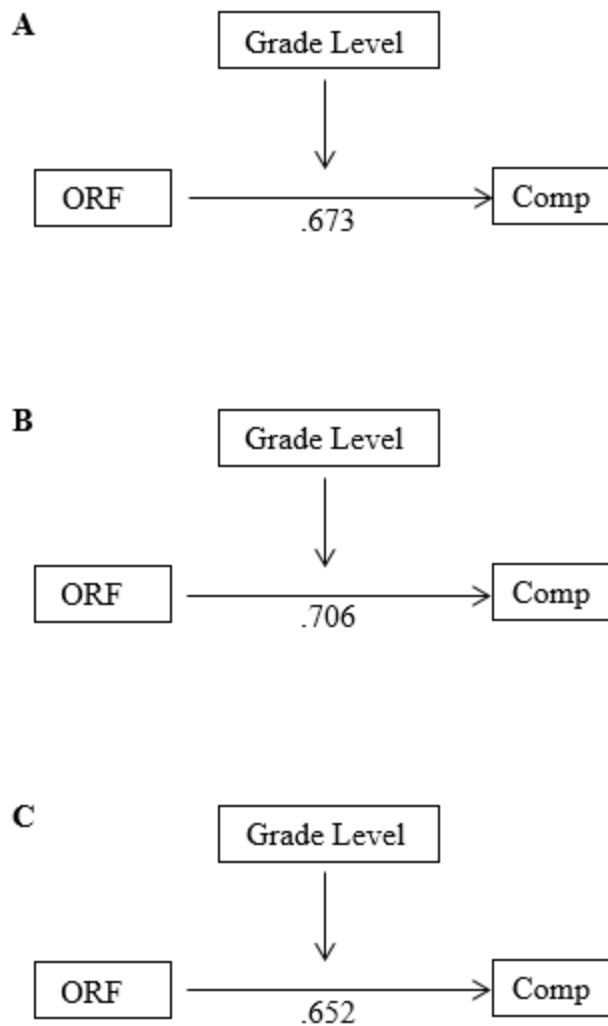 A
Grade Level
ORF
Comp
.673
B
Grade Level
ORF
Comp
.706
C
Grade Level
ORF
Comp
.652